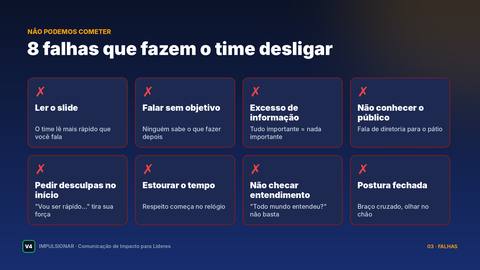 NÃO PODEMOS COMETER
8 falhas que fazem o time desligar
✗
Ler o slide
O time lê mais rápido que
você fala
✗
Falar sem objetivo
Ninguém sabe o que fazer
depois
✗
Excesso de
informação
Tudo importante = nada
importante
✗
Não conhecer o
público
Fala de diretoria para o pátio
✗
Pedir desculpas no
início
"Vou ser rápido..." tira sua
força
✗
Estourar o tempo
Respeito começa no relógio
✗
Não checar
entendimento
"Todo mundo entendeu?"
não basta
✗
Postura fechada
Braço cruzado, olhar no
chão
V4 IMPULSIONAR · Comunicação de Impacto para Líderes
03 · FALHAS